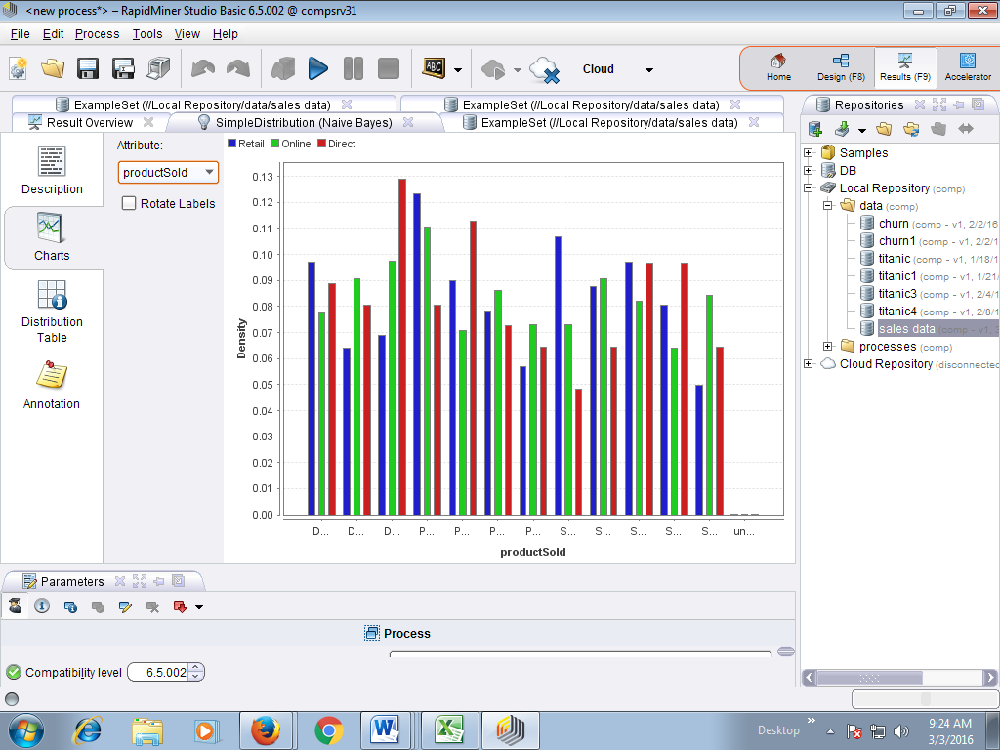 <new process*> – RapidMiner Studio Basic 6.5.002 @ compsrv31
File Edit Process Tools View Help
ABC Cloud Home Design (F8) Results (F9) Accelerator
ExampleSet (//Local Repository/data/sales data) ExampleSet (//Local Repository/data/sales data)
Result Overview SimpleDistribution (Naive Bayes) ExampleSet (//Local Repository/data/sales data)
Description
Charts
Distribution
Table
Annotation
Attribute:
productSold
Rotate Labels
Retail Online Direct
0.13
0.12
0.11
0.10
0.09
0.08
0.07
0.06
0.05
0.04
0.03
0.02
0.01
0.00
Density
D... D... D... P... P... P... P... S... S... S... S... S... un...
productSold
Repositories
Samples
DB
Local Repository (comp)
data (comp)
churn (comp - v1, 2/2/16
churn1 (comp - v1, 2/2/1
titanic (comp - v1, 1/18/1
titanic1 (comp - v1, 1/21/
titanic3 (comp - v1, 2/4/1
titanic4 (comp - v1, 2/8/1
sales data (comp - v1,
processes (comp)
Cloud Repository (disconnected
Parameters
Process
Compatibility level 6.5.002
Desktop
9:24 AM
3/3/2016